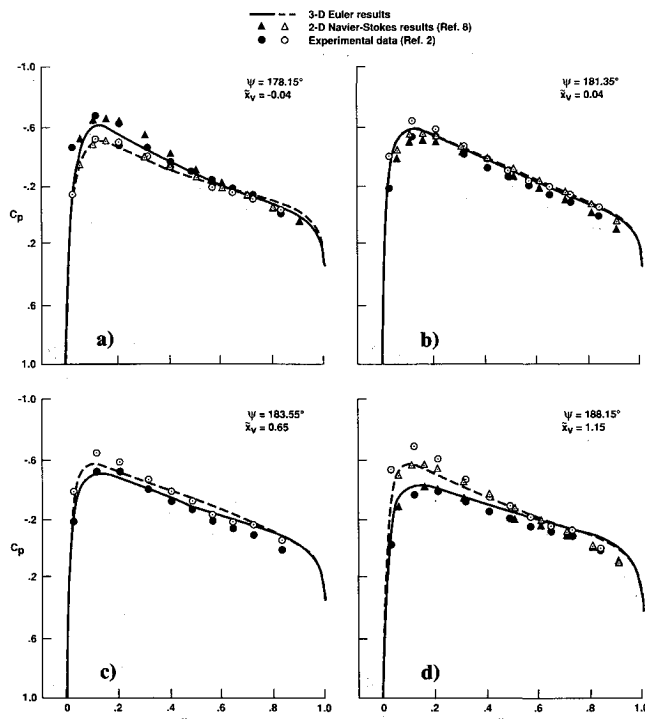 3-D Euler results
2-D Navier-Stokes results (Ref. 8)
Experimental data (Ref. 2)
-1.0
-.6
-.2
Cp
.2
.6
1.0
ψ = 178.15°
x̃v = -0.04
a)
ψ = 181.35°
x̃v = 0.04
b)
-1.0
-.6
-.2
Cp
.2
.6
1.0
ψ = 183.55°
x̃v = 0.65
c)
ψ = 188.15°
x̃v = 1.15
d)
0 .2 .4 .6 .8 1.0
0 .2 .4 .6 .8 1.0